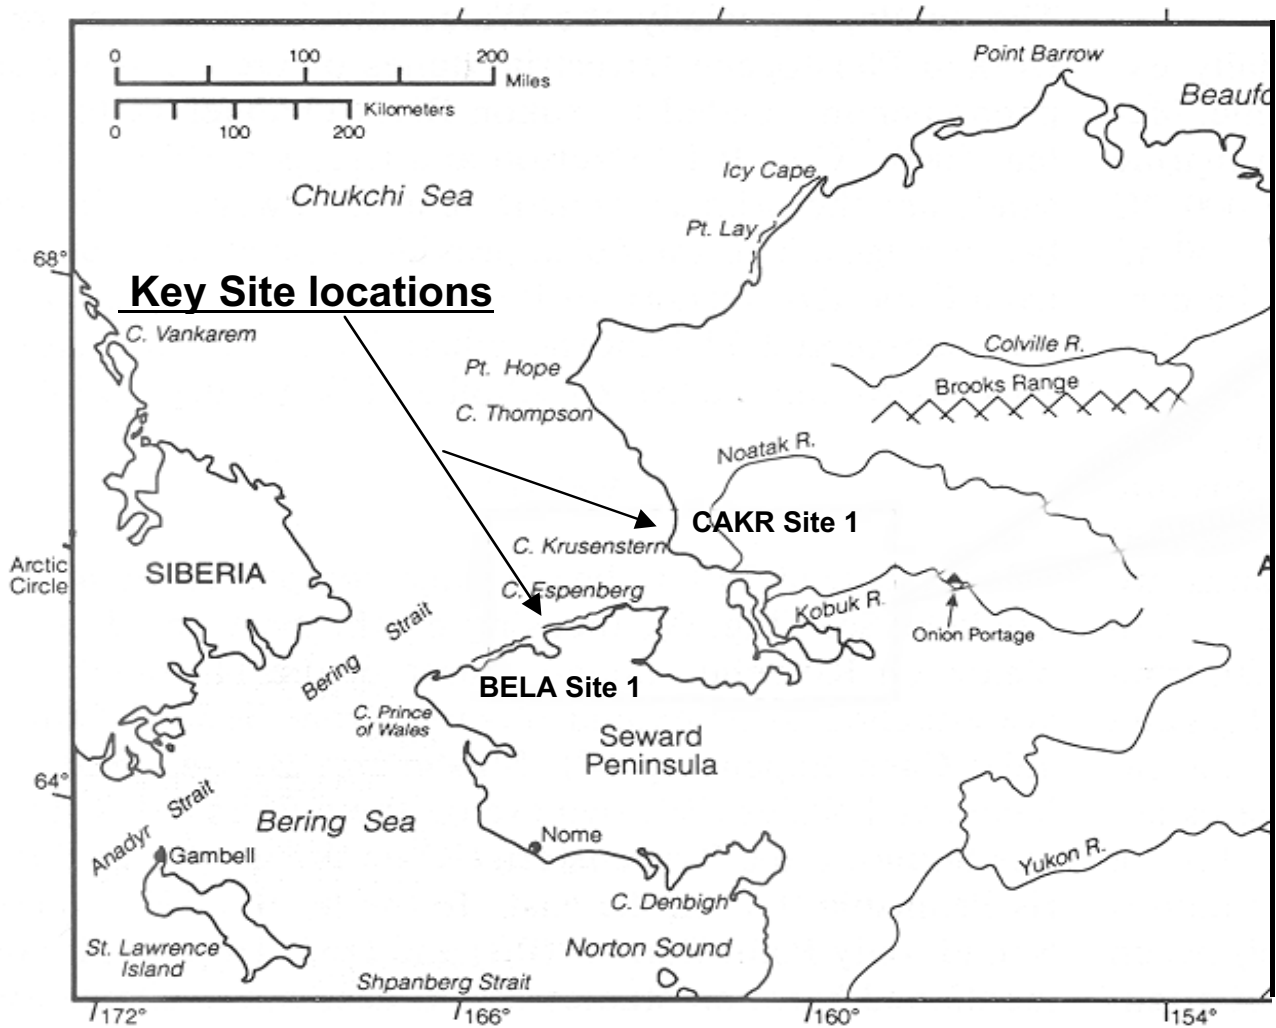 Point Barrow
0 100 200
Miles
Kilometers
0 100 200
Beaufo
Icy Cape
Chukchi Sea
Pt. Lay
68°
Key Site locations
C. Vankarem
Colville R.
Pt. Hope
Brooks Range
C. Thompson
Noatak R.
CAKR Site 1
C. Krusenstern
Arctic
Circle
SIBERIA
A
C. Espenberg
Kobuk R.
Onion Portage
Bering Strait
BELA Site 1
C. Prince
of Wales
Seward
Peninsula
64°
Anadyr Strait
Bering Sea
Nome
Gambell
Yukon R.
C. Denbigh
St. Lawrence
Island
Norton Sound
Shpanberg Strait
172° 166° 160° 154°